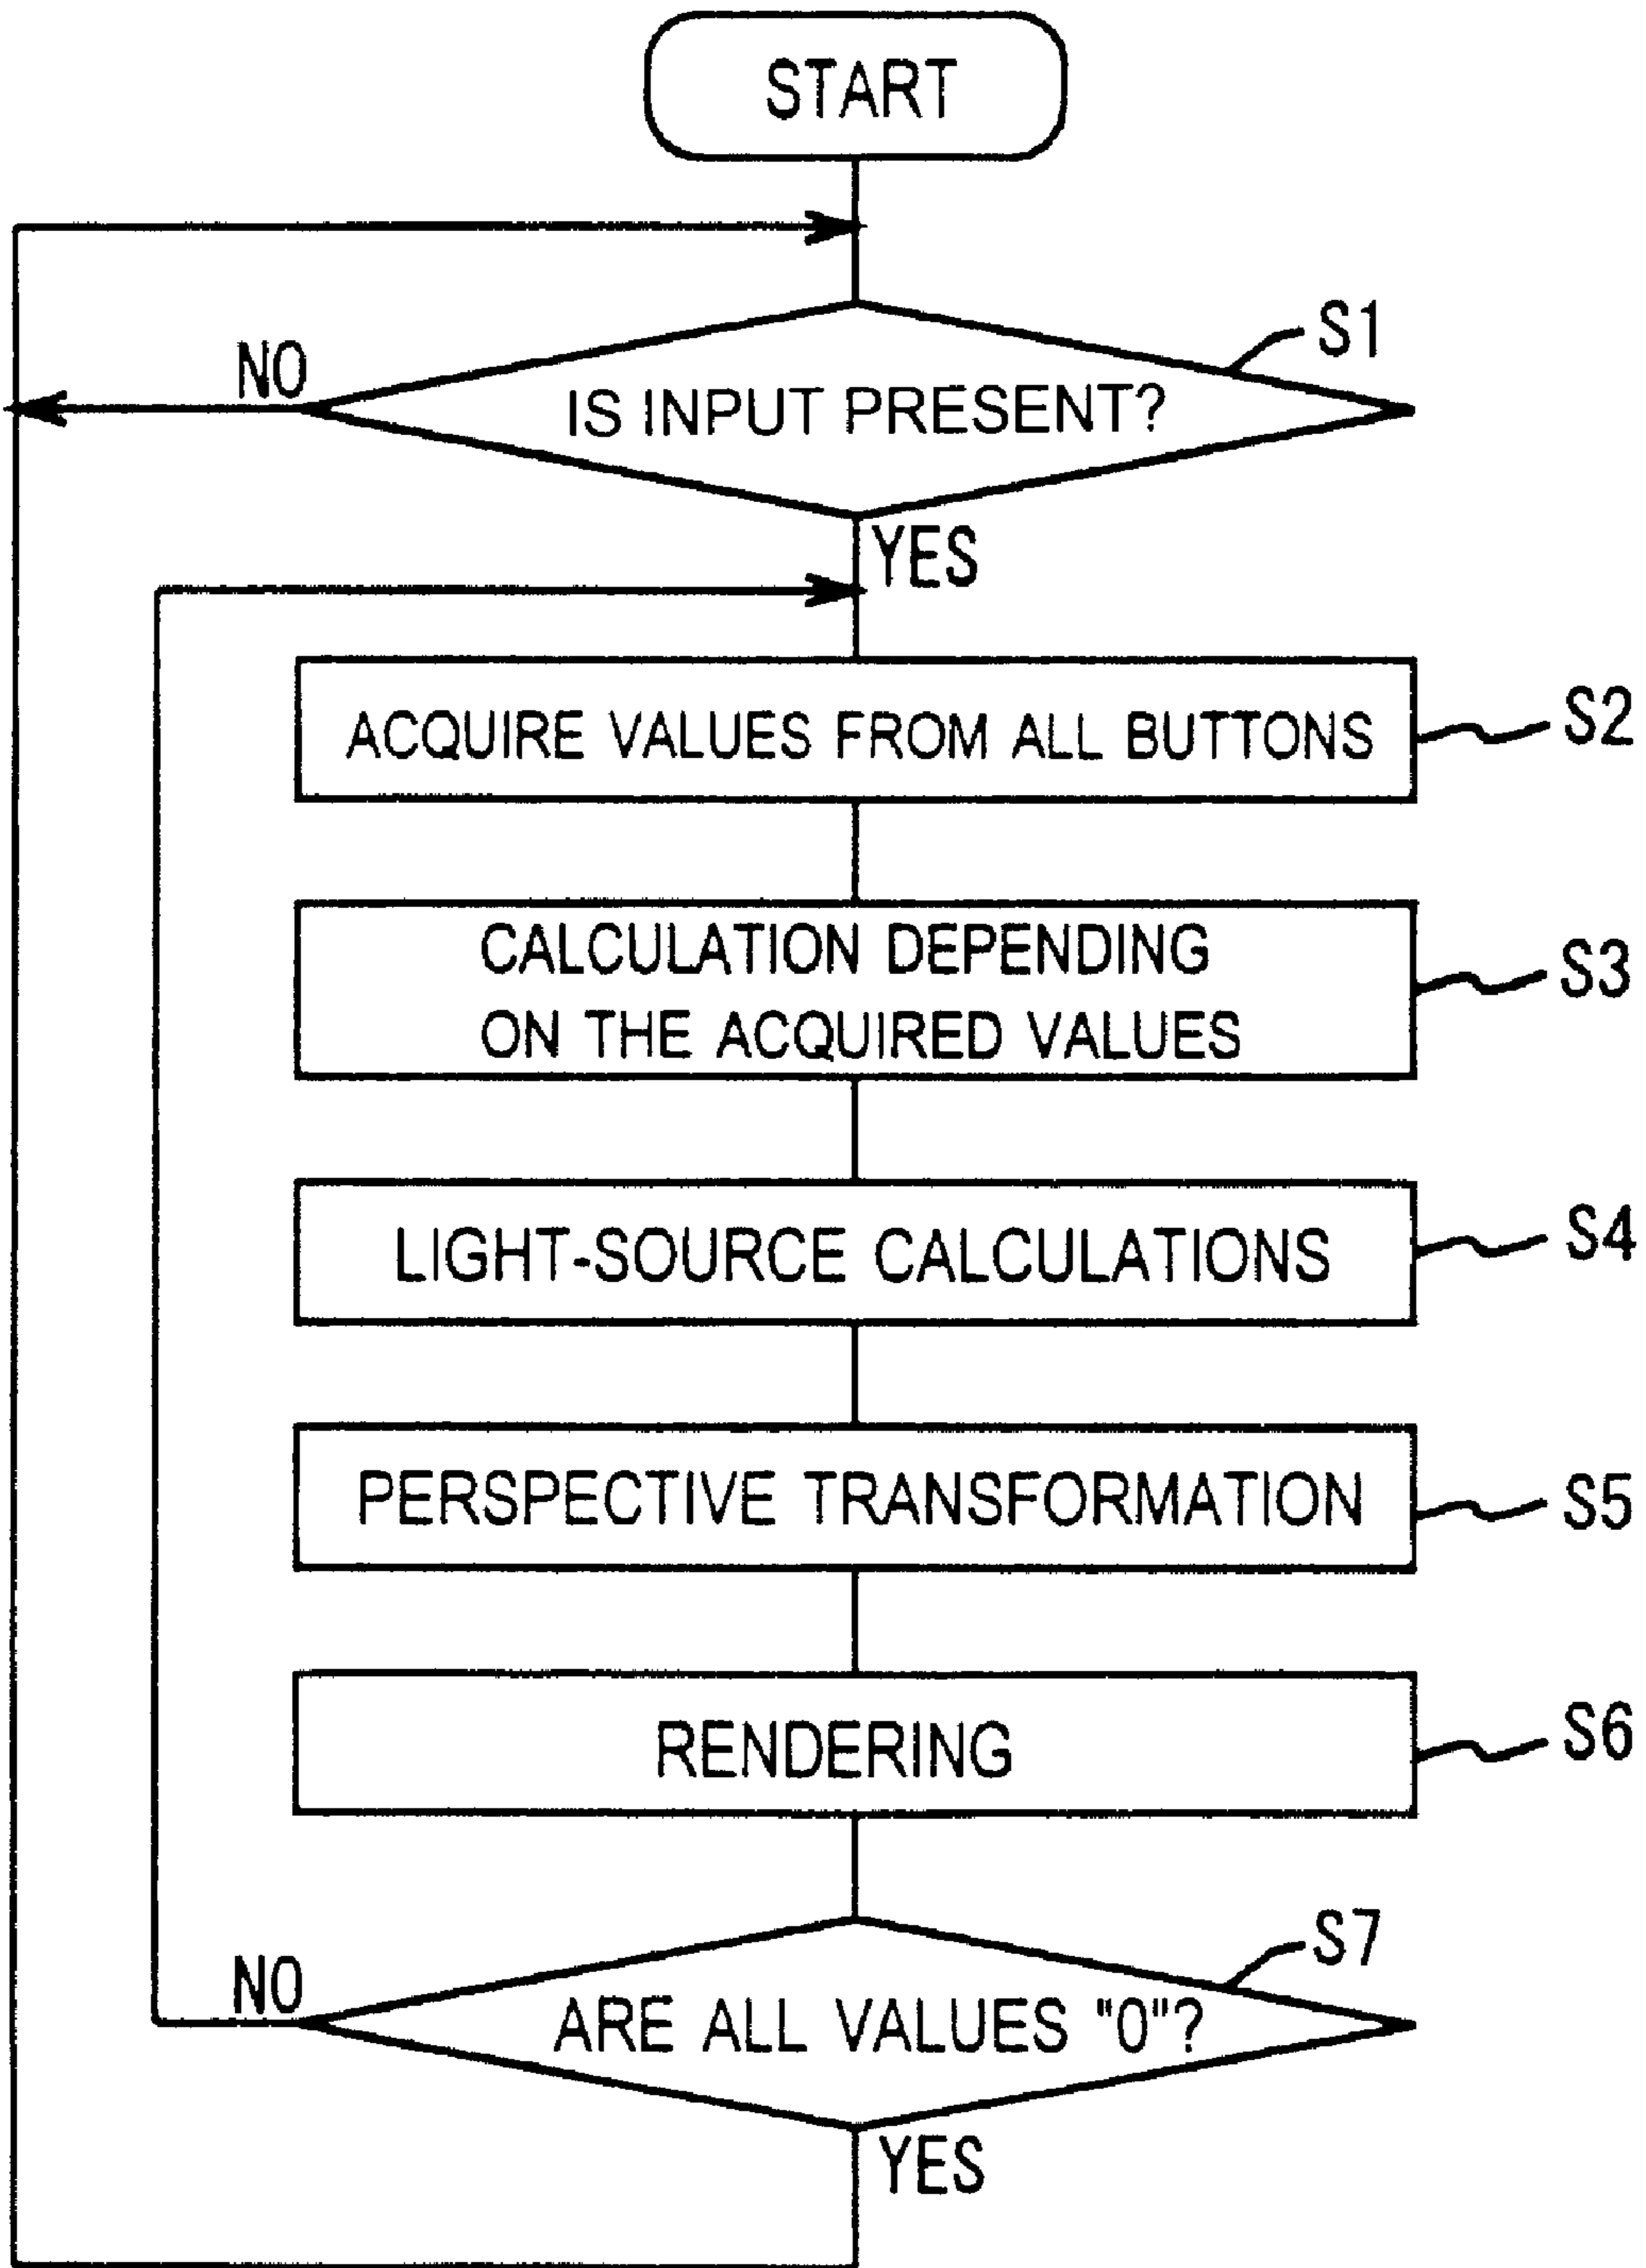 START
S1
NO
IS INPUT PRESENT?
YES
ACQUIRE VALUES FROM ALL BUTTONS
S2
CALCULATION DEPENDING
ON THE ACQUIRED VALUES
S3
LIGHT-SOURCE CALCULATIONS
S4
PERSPECTIVE TRANSFORMATION
S5
RENDERING
S6
S7
NO
ARE ALL VALUES "0"?
YES